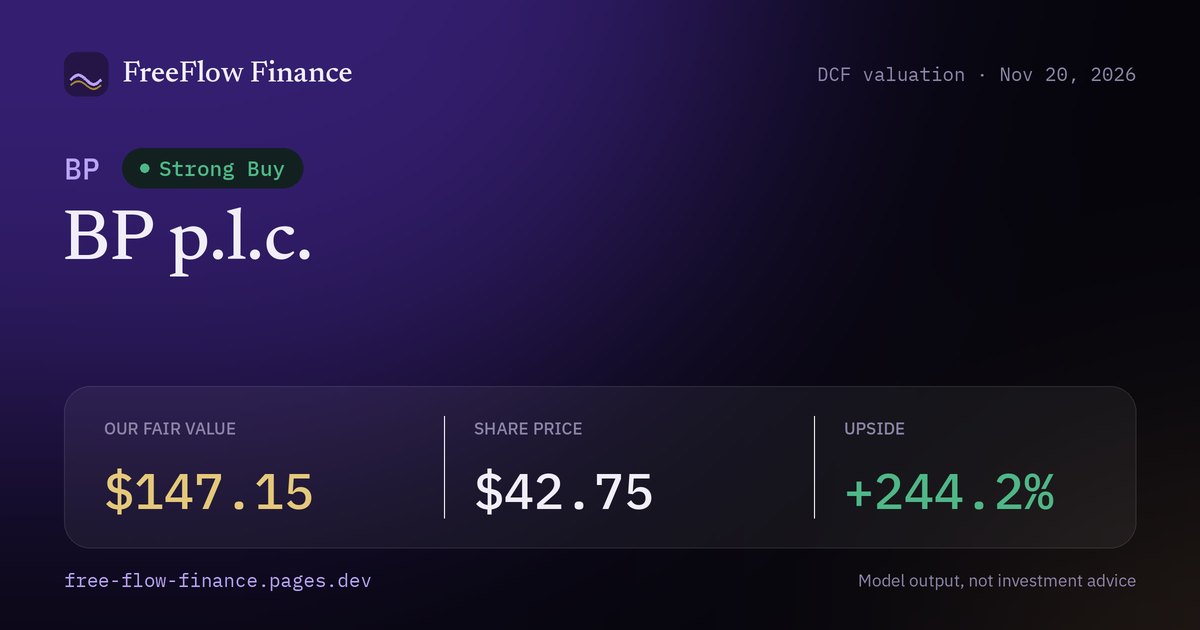 FreeFlow Finance
DCF valuation · Nov 20, 2026
BP
Strong Buy
BP p.l.c.
OUR FAIR VALUE
$147.15
SHARE PRICE
$42.75
UPSIDE
+244.2%
free-flow-finance.pages.dev
Model output, not investment advice